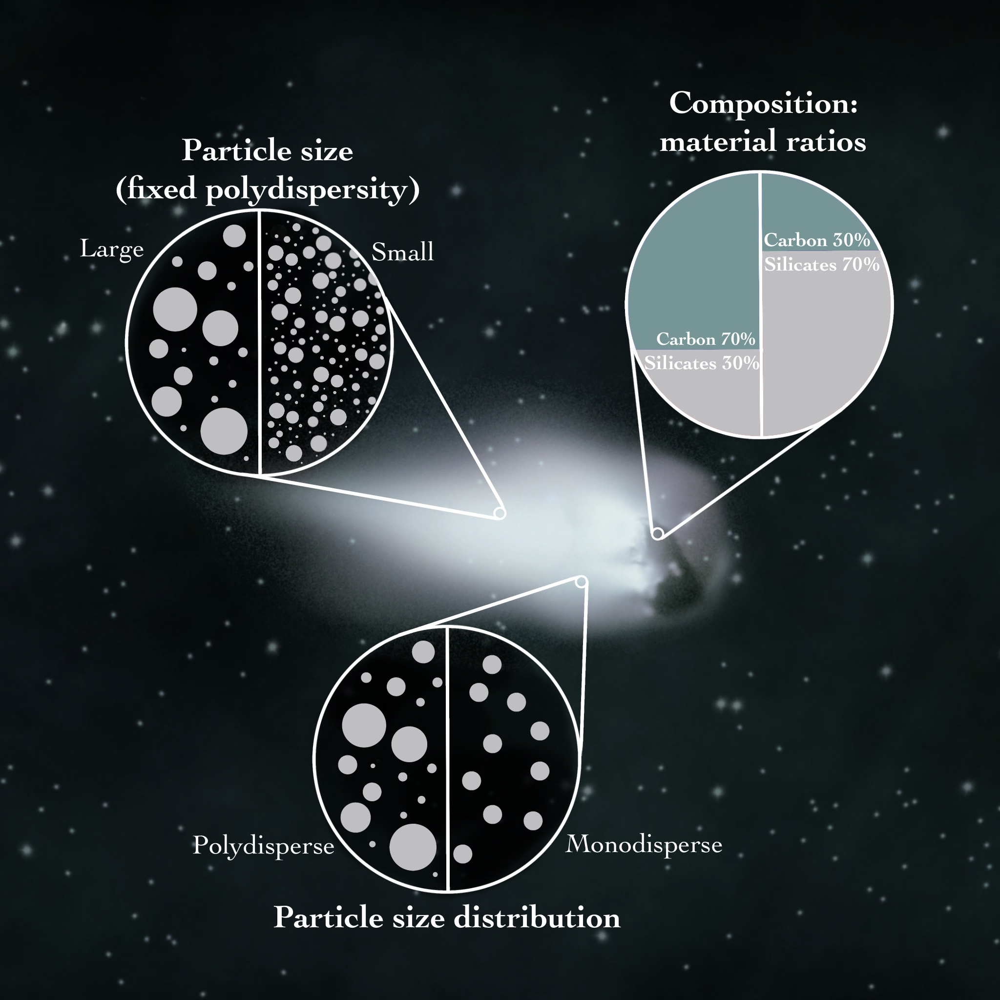 Composition:
material ratios
Particle size
(fixed polydispersity)
Large
Small
Carbon 30%
Silicates 70%
Carbon 70%
Silicates 30%
Polydisperse
Monodisperse
Particle size distribution